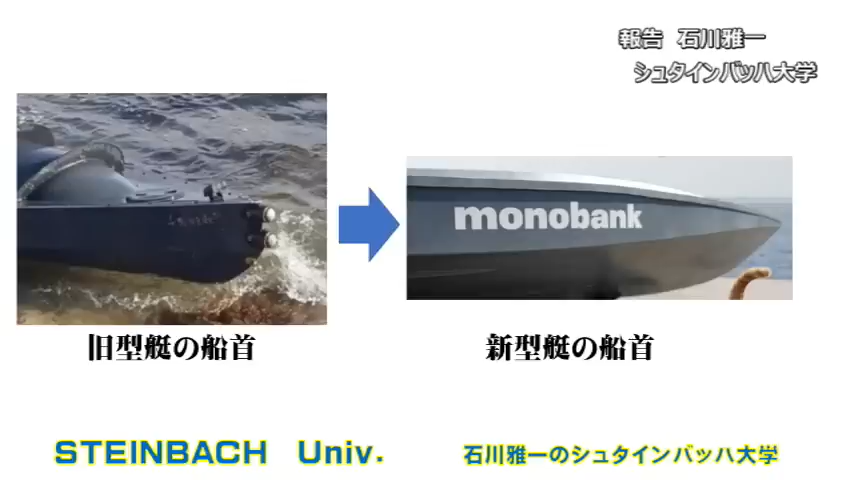 報告 石川雅一
シュタインバッハ大学
monobank
旧型艇の船首
新型艇の船首
STEINBACH Univ.
石川雅一のシュタインバッハ大学